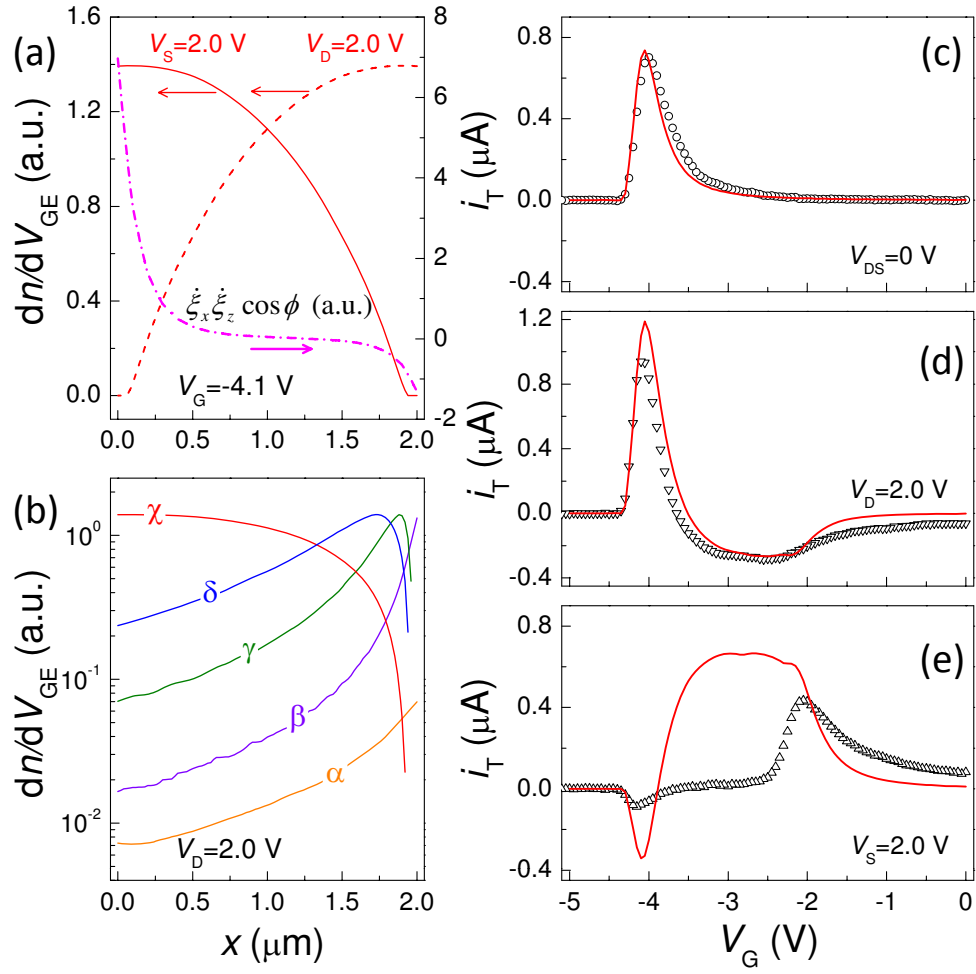 (a)
V_S=2.0 V V_D=2.0 V
dn/dV_GE (a.u.)
1.6
1.2
0.8
0.4
0.0
8
7
6
5
4
3
2
1
0
-1
-2
ξ̇_x ξ̇_z cos ϕ (a.u.)
V_G=-4.1 V
0.0 0.5 1.0 1.5 2.0
(b)
dn/dV_GE (a.u.)
10^0
10^-1
10^-2
χ
δ
γ
β
α
V_D=2.0 V
0.0 0.5 1.0 1.5 2.0
x (μm)
(c)
i_T (μA)
0.8
0.4
0.0
-0.4
V_DS=0 V
(d)
i_T (μA)
1.2
0.8
0.4
0.0
-0.4
V_D=2.0 V
(e)
i_T (μA)
0.8
0.4
0.0
-0.4
V_S=2.0 V
-5 -4 -3 -2 -1 0
V_G (V)